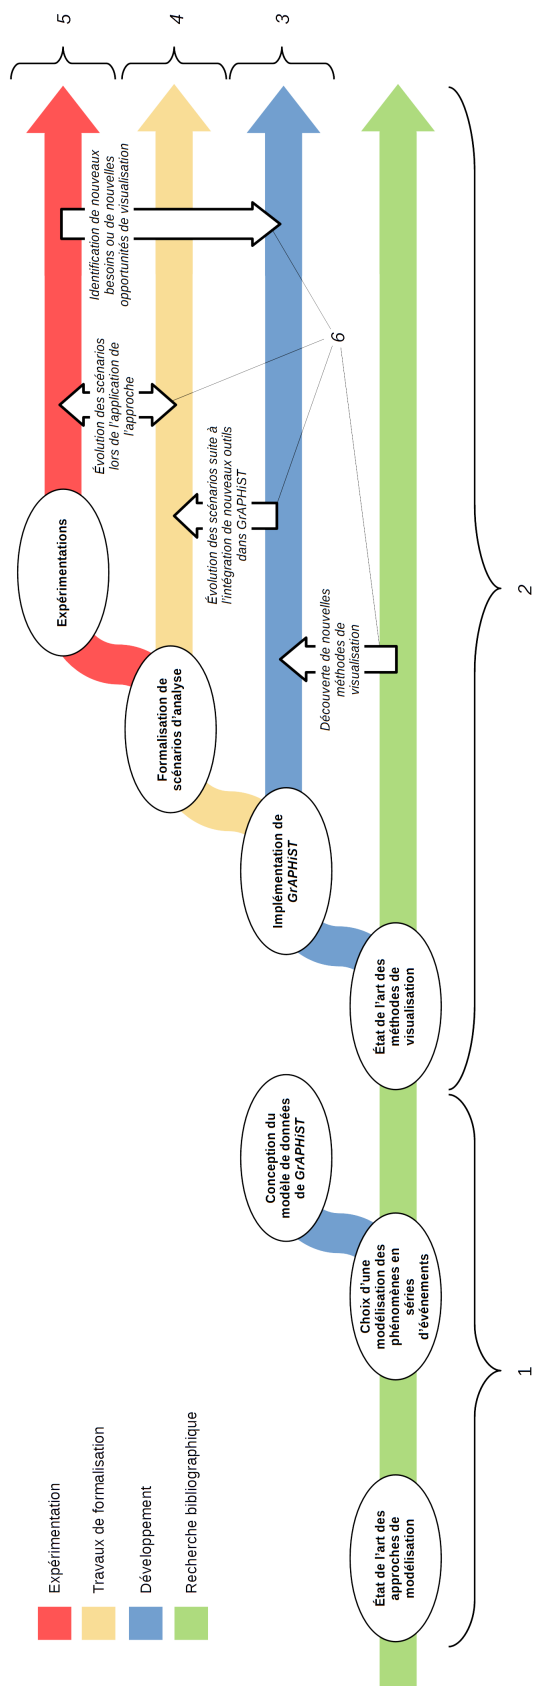 Expérimentation
Travaux de formalisation
Développement
Recherche bibliographique
État de l'art des
approches de
modélisation
Choix d'une
modélisation des
phénomènes en
séries
d'événements
Conception du
modèle de données
de GrAPHiST
État de l'art des
méthodes de
visualisation
Implémentation de
GrAPHiST
Formalisation de
scénarios d'analyse
Expérimentations
Découverte de nouvelles
méthodes de
visualisation
Évolution des scénarios suite à
l'intégration de nouveaux outils
dans GrAPHiST
Évolution des scénarios
lors de l'application de
l'approche
Identification de nouveaux
besoins ou de nouvelles
opportunités de visualisation
1
2
3
4
5
6